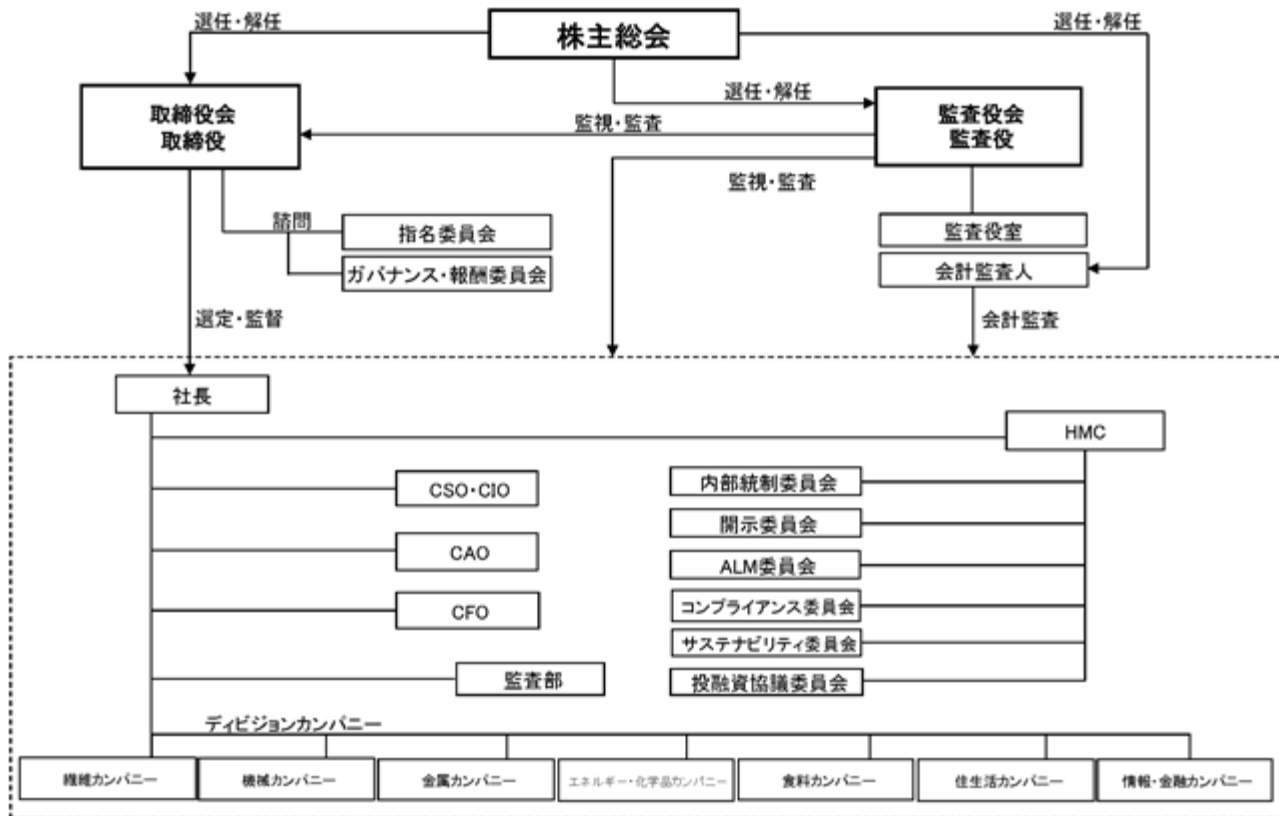 株主総会
選任・解任
選任・解任
選任・解任
取締役会
取締役
監視・監査
監査役会
監査役
監視・監査
諮問
指名委員会
ガバナンス・報酬委員会
監査役室
会計監査人
選定・監督
会計監査
社長
HMC
CSO・CIO
CAO
CFO
監査部
内部統制委員会
開示委員会
ALM委員会
コンプライアンス委員会
サステナビリティ委員会
投融資協議委員会
ディビジョンカンパニー
繊維カンパニー
機械カンパニー
金属カンパニー
エネルギー・化学品カンパニー
食料カンパニー
住生活カンパニー
情報・金融カンパニー